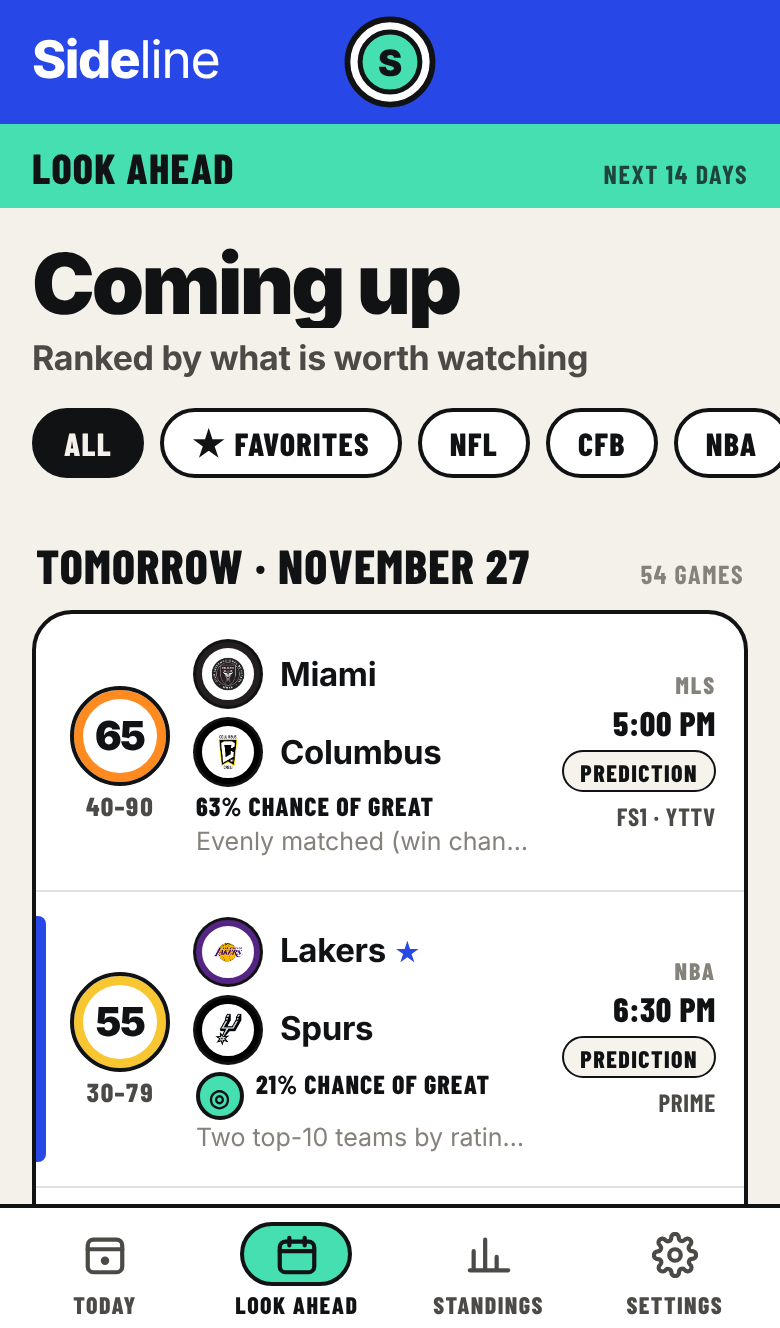 Sideline
S
LOOK AHEAD
NEXT 14 DAYS
Coming up
Ranked by what is worth watching
ALL
★ FAVORITES
NFL
CFB
NBA
TOMORROW · NOVEMBER 27
54 GAMES
65
40–90
Miami
Columbus
63% CHANCE OF GREAT
Evenly matched (win chan...
MLS
5:00 PM
PREDICTION
FS1 · YTTV
55
30–79
LAKERS
Lakers ★
Spurs
21% CHANCE OF GREAT
Two top-10 teams by ratin...
NBA
6:30 PM
PREDICTION
PRIME
TODAY
LOOK AHEAD
STANDINGS
SETTINGS